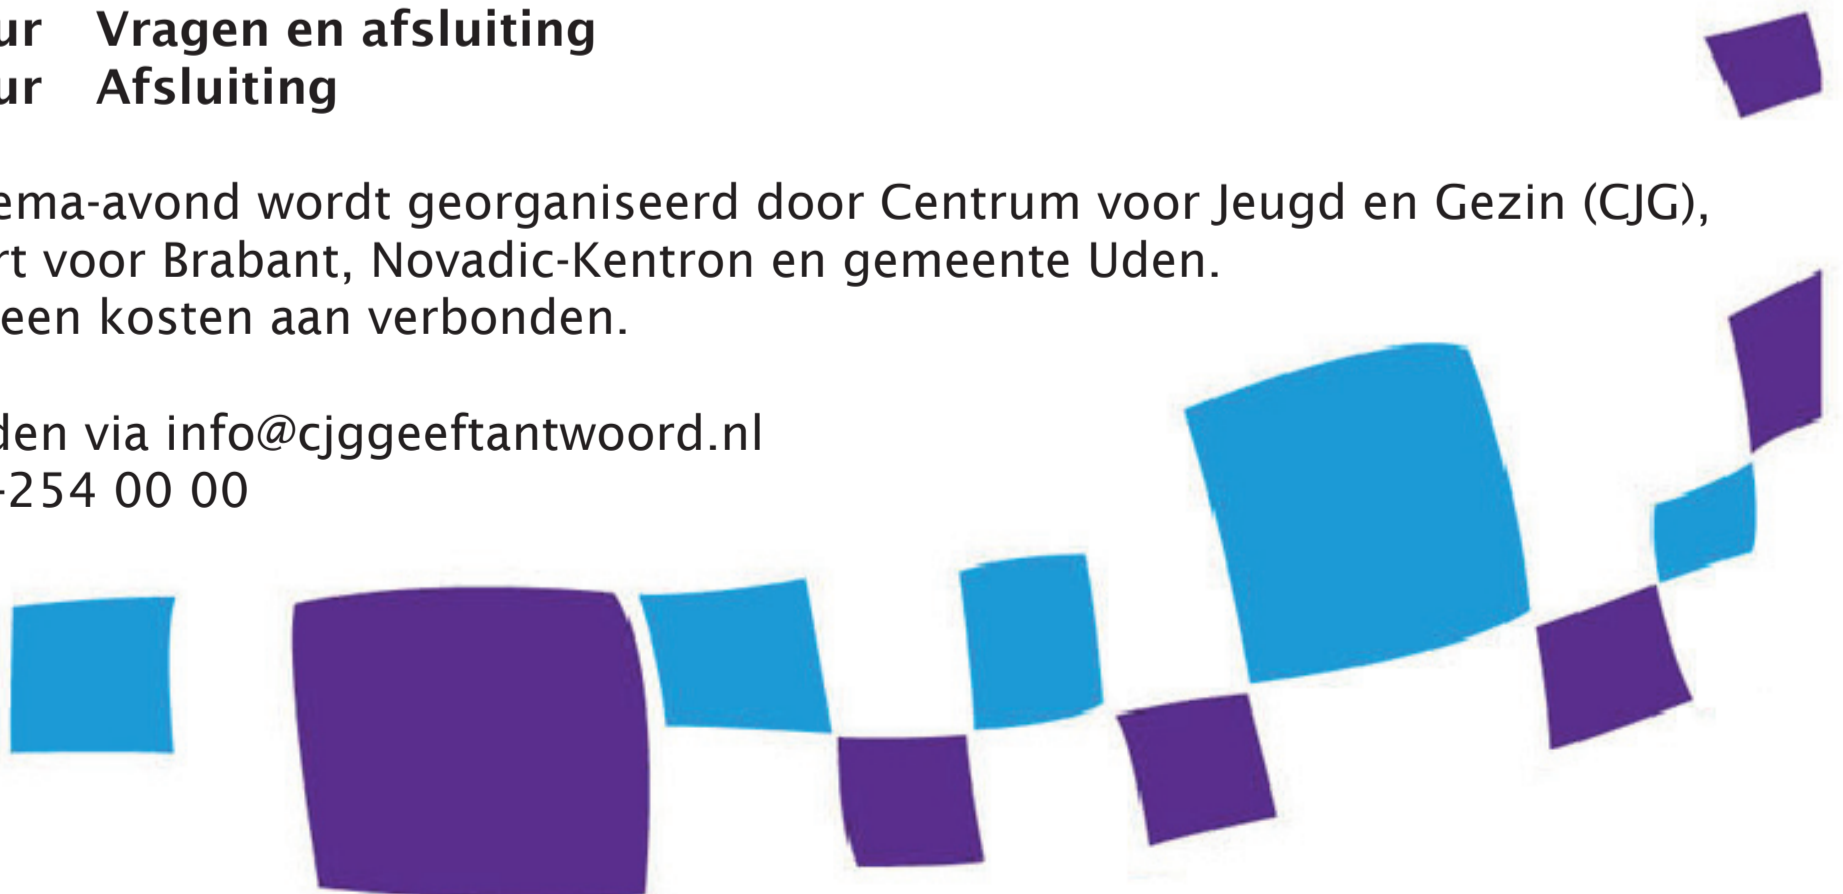 ur Vragen en afsluiting
ur Afsluiting
ema-avond wordt georganiseerd door Centrum voor Jeugd en Gezin (CJG),
rt voor Brabant, Novadic-Kentron en gemeente Uden.
een kosten aan verbonden.
den via info@cjggeeftantwoord.nl
-254 00 00